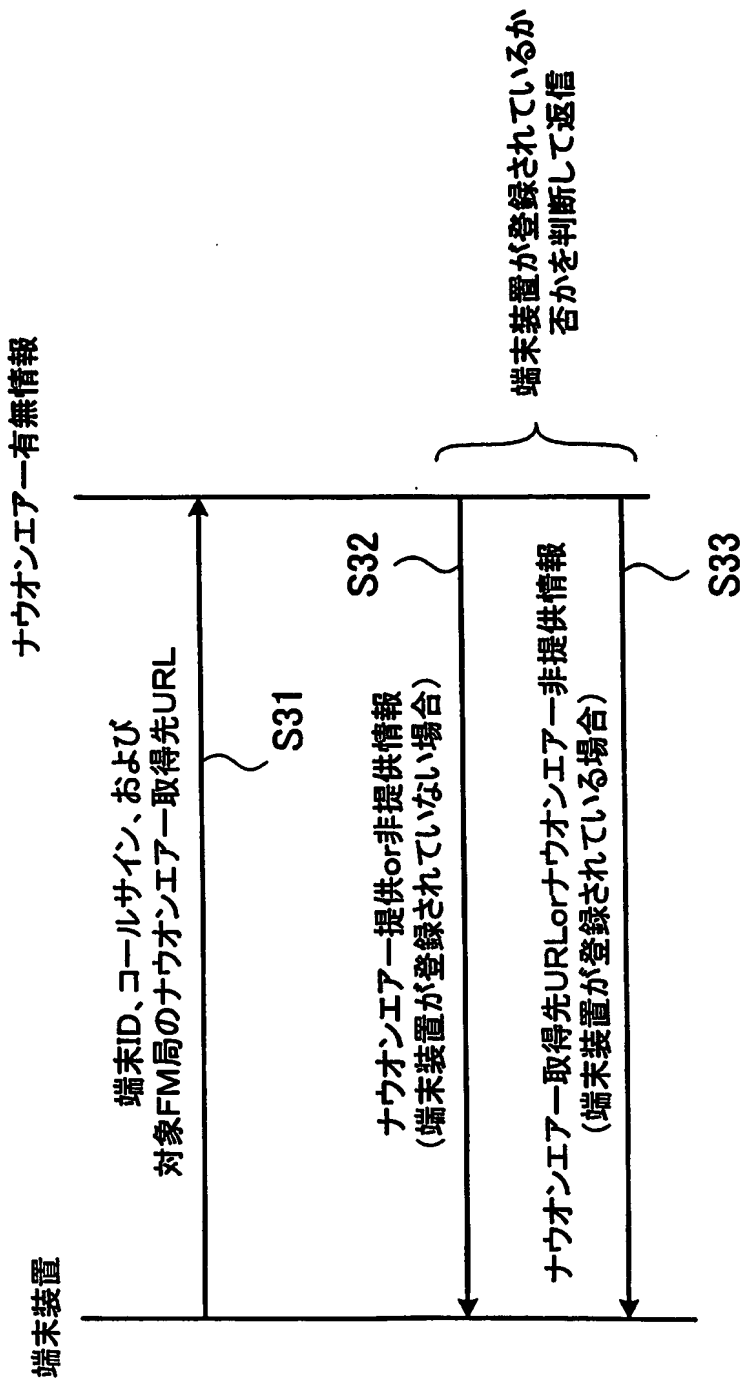 端末装置
ナウオンエアー有無情報
端末ID、コールサイン、および
対象FM局のナウオンエアー取得先URL
S31
ナウオンエアー提供or非提供情報
(端末装置が登録されていない場合)
S32
ナウオンエアー取得先URLorナウオンエアー非提供情報
(端末装置が登録されている場合)
S33
端末装置が登録されているか
否かを判断して返信